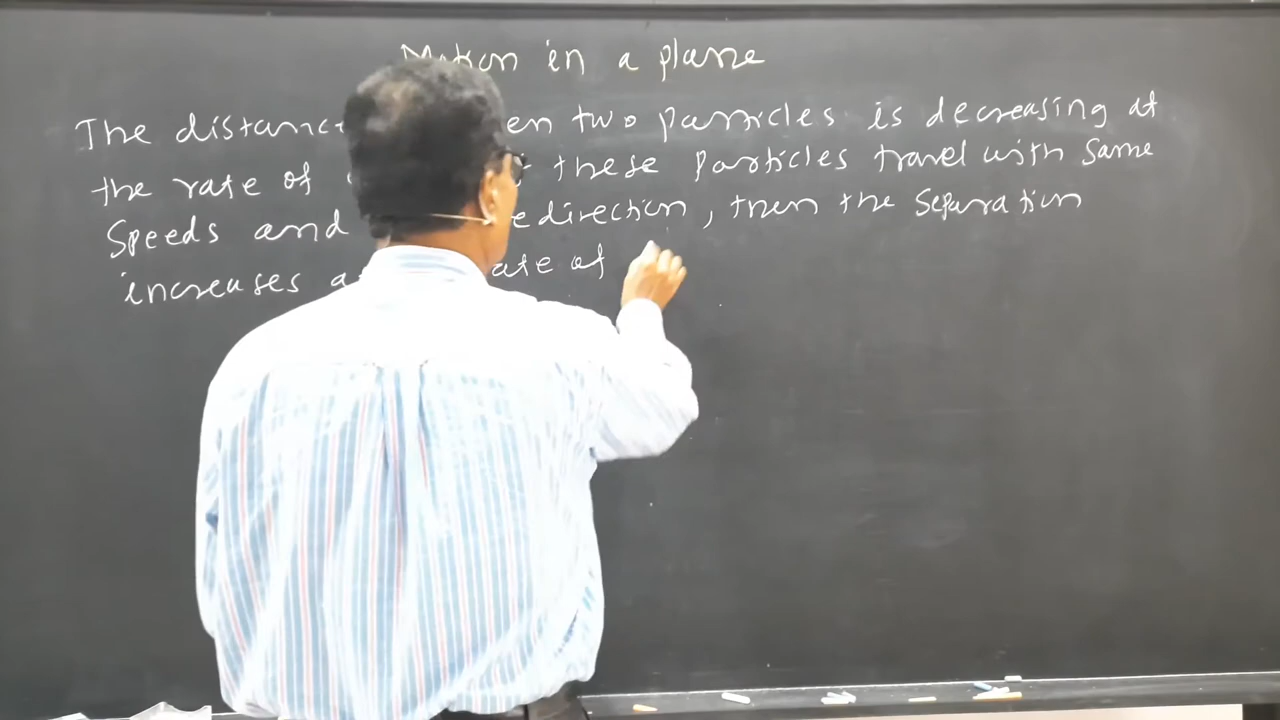 Motion in a plane
The distance en two particles is decreasing at
the rate of these particles travel with same
speeds and direction, then the separation
increases ate of